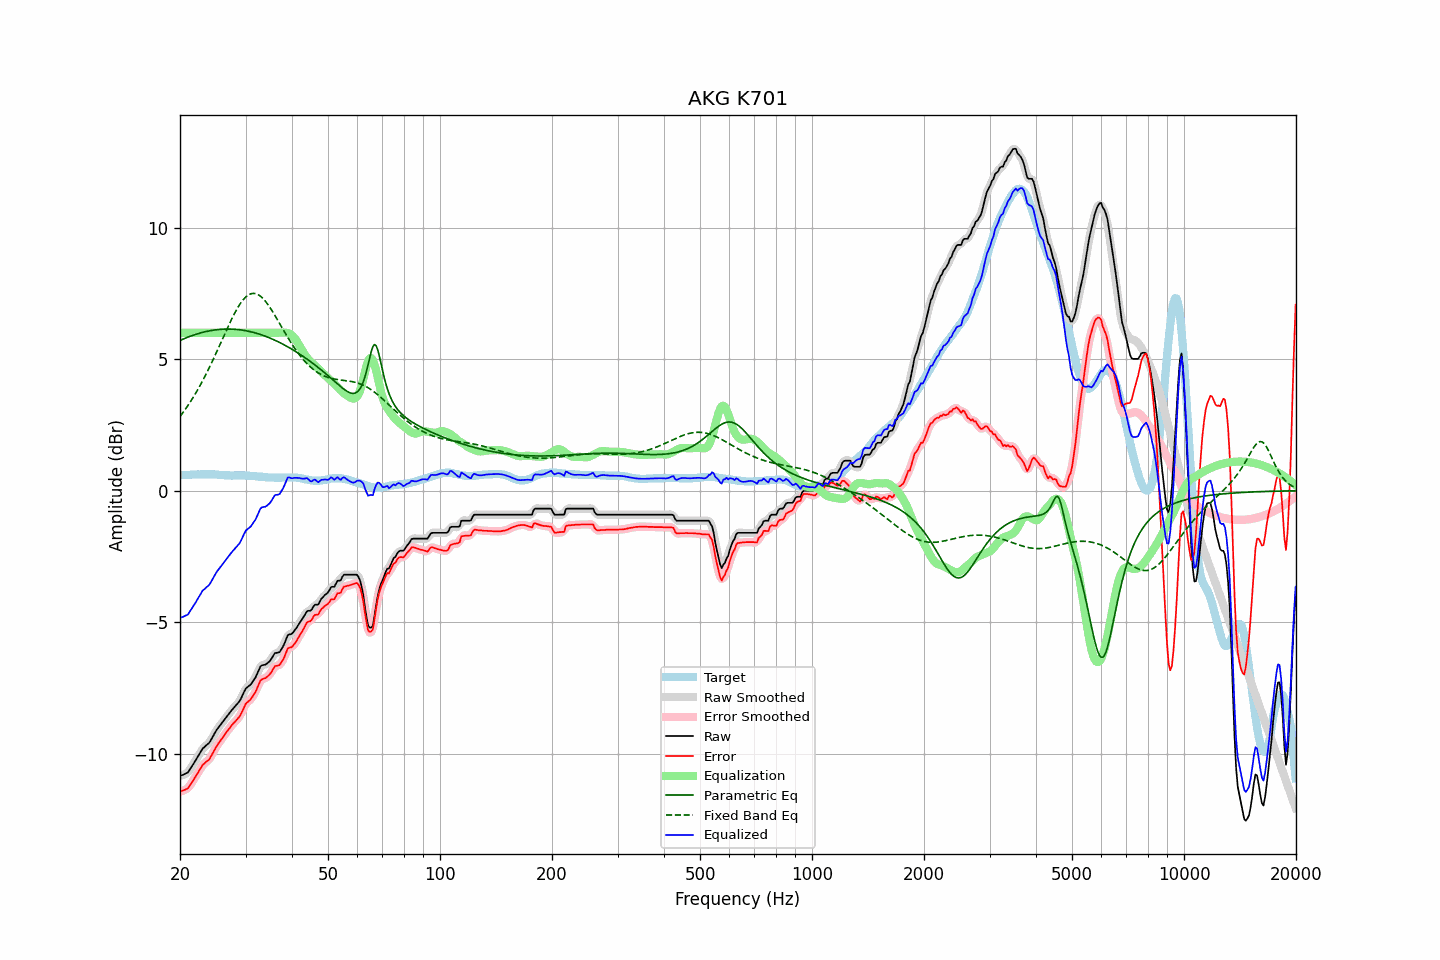 AKG K701
Amplitude (dBr)
10
5
0
−5
−10
Target
Raw Smoothed
Error Smoothed
Raw
Error
Equalization
Parametric Eq
Fixed Band Eq
Equalized
20 50 100 200 500 1000 2000 5000 10000 20000
Frequency (Hz)